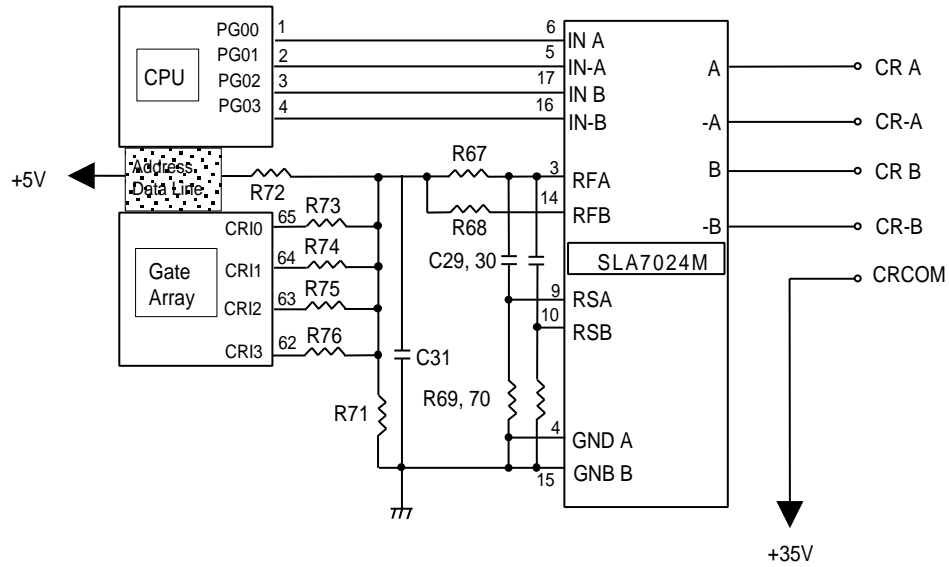 PG00 1
PG01 2
PG02 3
PG03 4
CPU
6 IN A
5 IN-A
17 IN B
16 IN-B
A CR A
-A CR-A
B CR B
-B CR-B
CRCOM
+5V
Address
Data Line
R72
R67
R68
3 RFA
14 RFB
SLA7024M
Gate
Array
CRI0 65 R73
CRI1 64 R74
CRI2 63 R75
CRI3 62 R76
C29, 30
9 RSA
10 RSB
C31
R71
R69, 70
4 GND A
15 GNB B
+35V